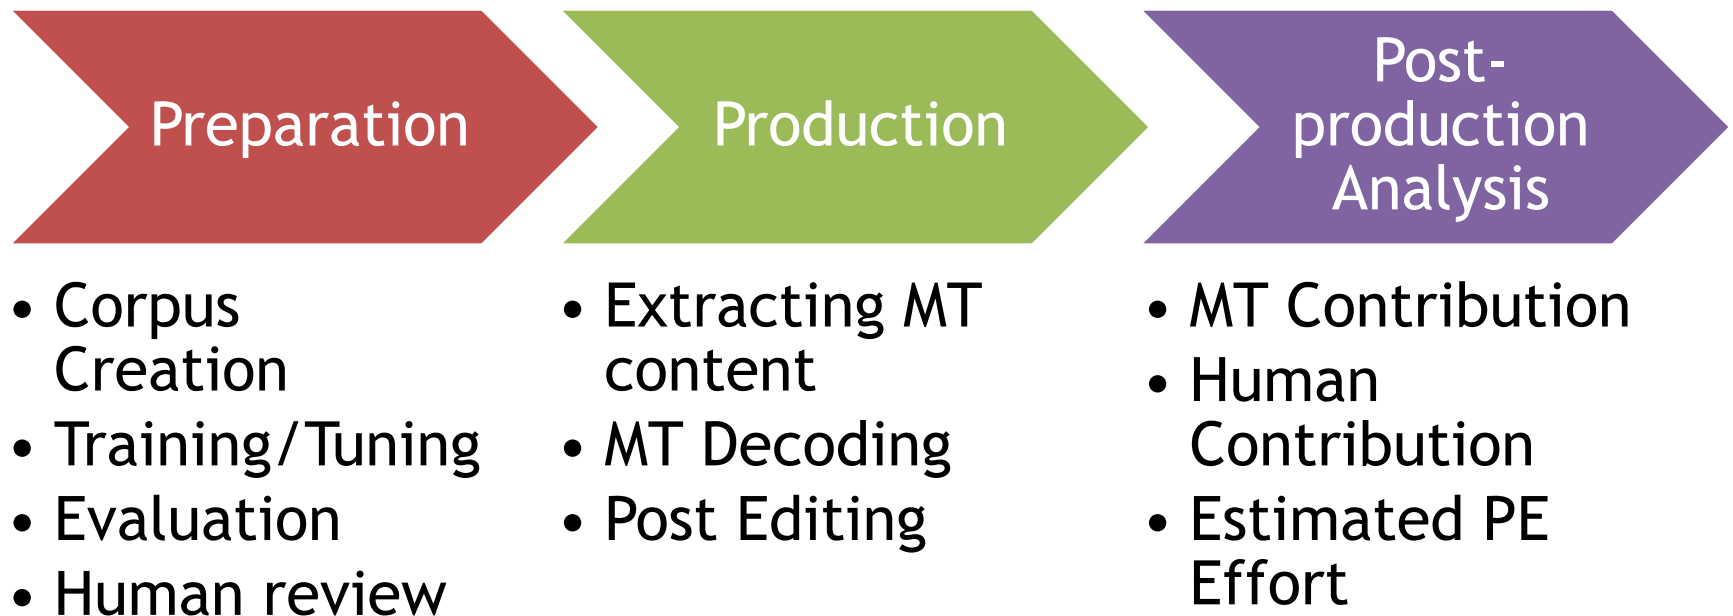 Preparation
• Corpus
Creation
• Training/Tuning
• Evaluation
• Human review
Production
• Extracting MT
content
• MT Decoding
• Post Editing
Post-
production
Analysis
• MT Contribution
• Human
Contribution
• Estimated PE
Effort